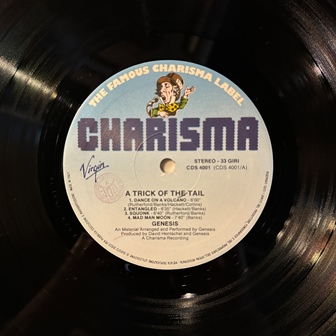 THE FAMOUS CHARISMA LABEL
CHARISMA
Virgin
STEREO - 33 GIRI
CDS 4001 (CDS 4001/A)
A TRICK OF THE TAIL
1. DANCE ON A VOLCANO - 6'00"
(Rutherford/Banks/Hackett/Collins)
2. ENTANGLED - 6'35" (Hackett/Banks)
3. SQUONK - 6'40" (Rutherford/Banks)
4. MAD MAN MOON - 7'40" (Banks)
GENESIS
All Material Arranged and Performed by Genesis
Produced by David Hentschel and Genesis
A Charisma Recording